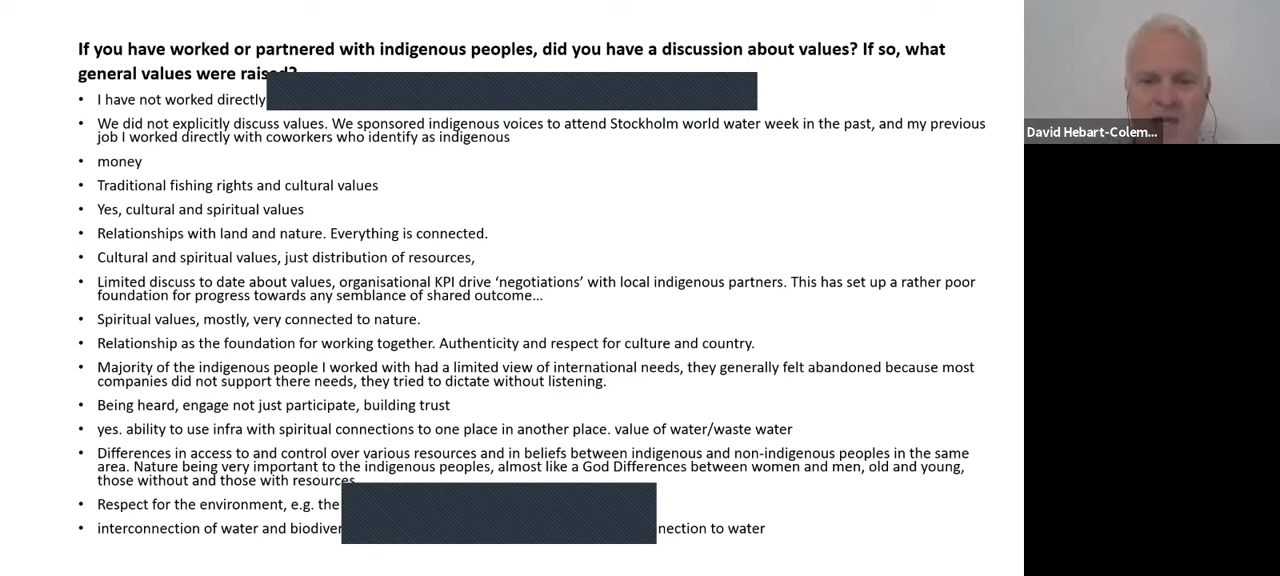 If you have worked or partnered with indigenous peoples, did you have a discussion about values? If so, what
general values were raised?
• I have not worked directly
• We did not explicitly discuss values. We sponsored indigenous voices to attend Stockholm world water week in the past, and my previous
job I worked directly with coworkers who identify as indigenous
• money
• Traditional fishing rights and cultural values
• Yes, cultural and spiritual values
• Relationships with land and nature. Everything is connected.
• Cultural and spiritual values, just distribution of resources,
• Limited discuss to date about values, organisational KPI drive ‘negotiations’ with local indigenous partners. This has set up a rather poor
foundation for progress towards any semblance of shared outcome…
• Spiritual values, mostly, very connected to nature.
• Relationship as the foundation for working together. Authenticity and respect for culture and country.
• Majority of the indigenous people I worked with had a limited view of international needs, they generally felt abandoned because most
companies did not support there needs, they tried to dictate without listening.
• Being heard, engage not just participate, building trust
• yes. ability to use infra with spiritual connections to one place in another place. value of water/waste water
• Differences in access to and control over various resources and in beliefs between indigenous and non-indigenous peoples in the same
area. Nature being very important to the indigenous peoples, almost like a God Differences between women and men, old and young,
those without and those with resources
• Respect for the environment, e.g. the
• interconnection of water and to water
David Hebart-Colem...